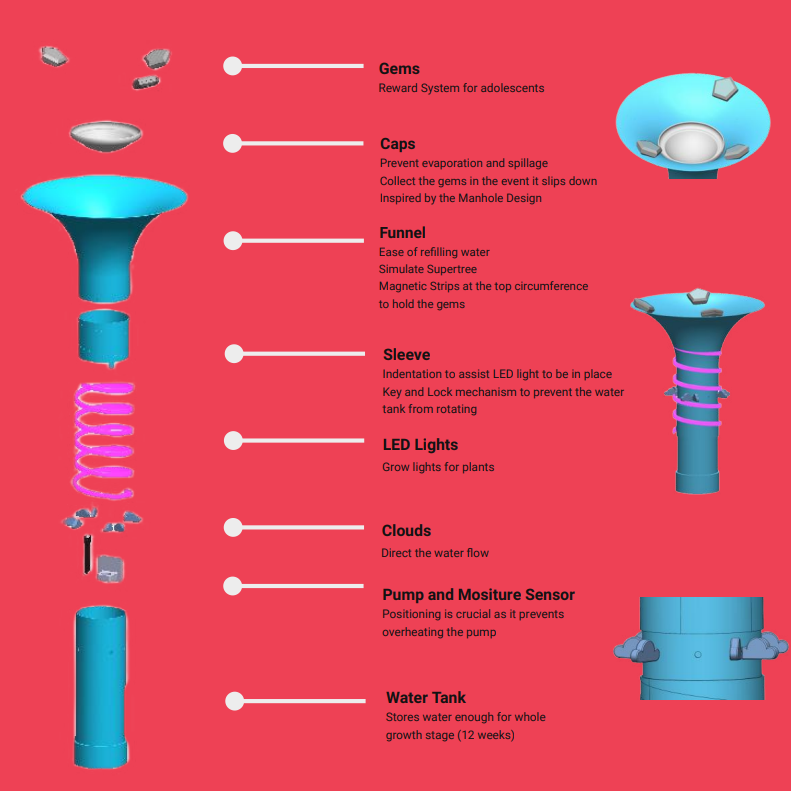 Gems
Reward System for adolescents
Caps
Prevent evaporation and spillage
Collect the gems in the event it slips down
Inspired by the Manhole Design
Funnel
Ease of refilling water
Simulate Supertree
Magnetic Strips at the top circumference
to hold the gems
Sleeve
Indentation to assist LED light to be in place
Key and Lock mechanism to prevent the water
tank from rotating
LED Lights
Grow lights for plants
Clouds
Direct the water flow
Pump and Mositure Sensor
Positioning is crucial as it prevents
overheating the pump
Water Tank
Stores water enough for whole
growth stage (12 weeks)